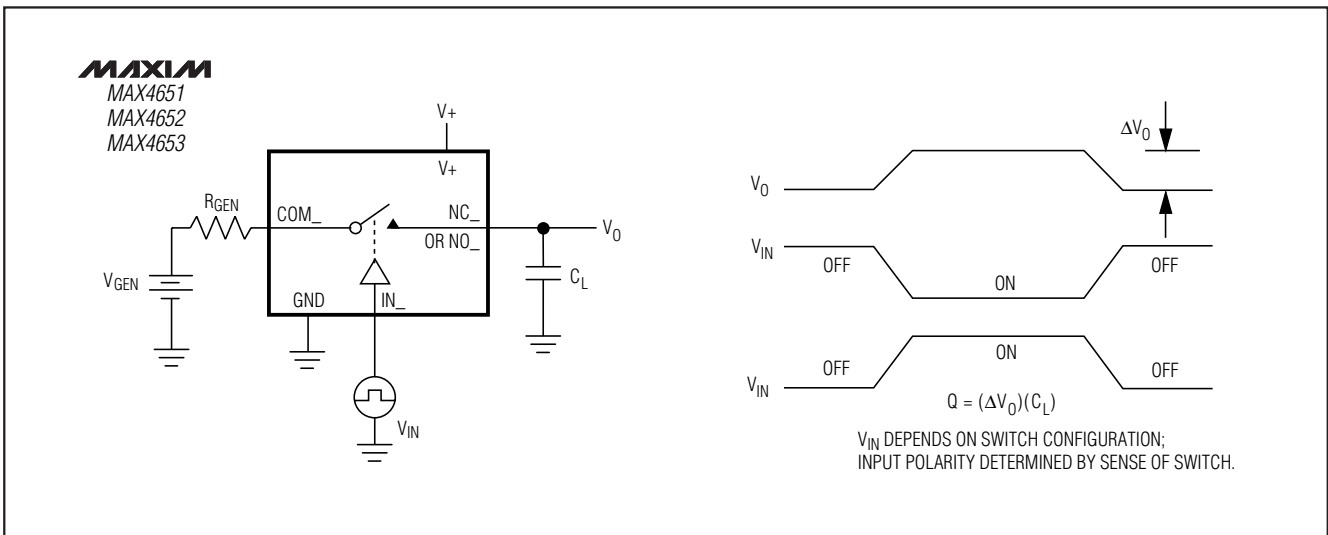 MAXIM
MAX4651
MAX4652
MAX4653
V+
V+
RGEN
COM_
NC_
OR NO_
VO
VGEN
CL
GND
IN_
VIN
ΔVO
VO
VIN
OFF
ON
OFF
VIN
OFF
ON
OFF
Q = (ΔVO)(CL)
VIN DEPENDS ON SWITCH CONFIGURATION;
INPUT POLARITY DETERMINED BY SENSE OF SWITCH.